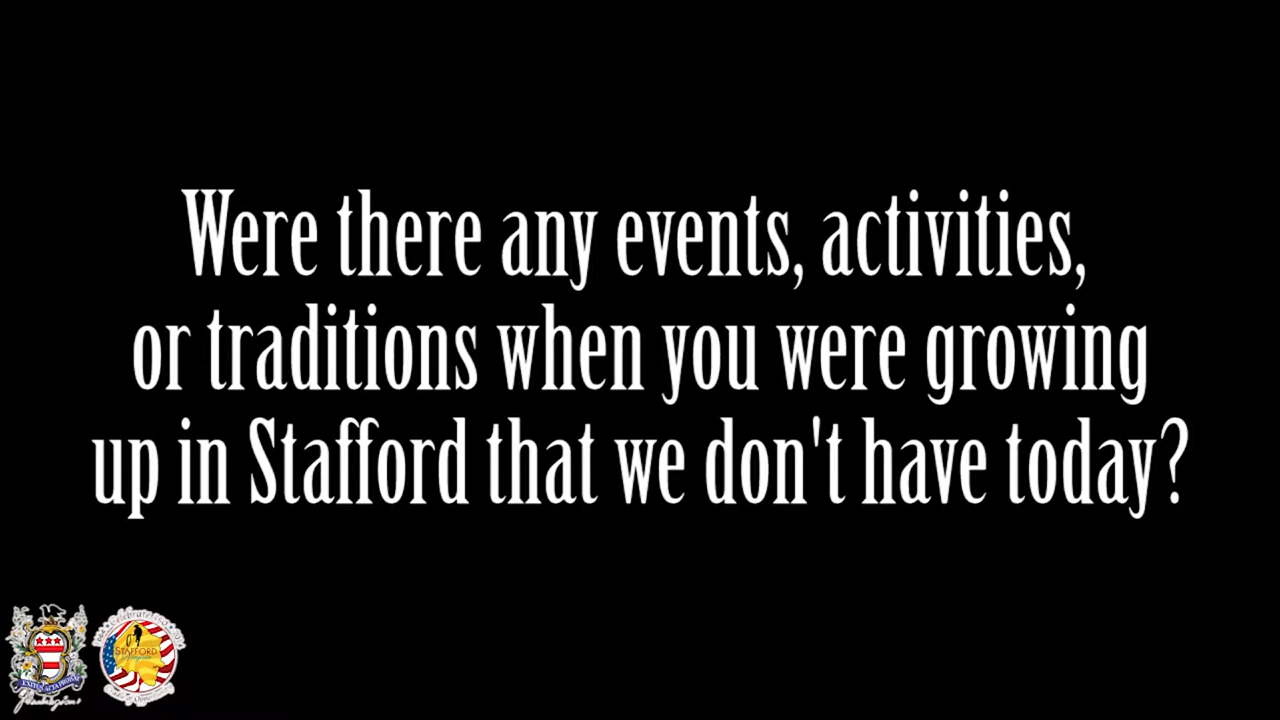 Were there any events, activities,
or traditions when you were growing
up in Stafford that we don't have today?
STAFFORD